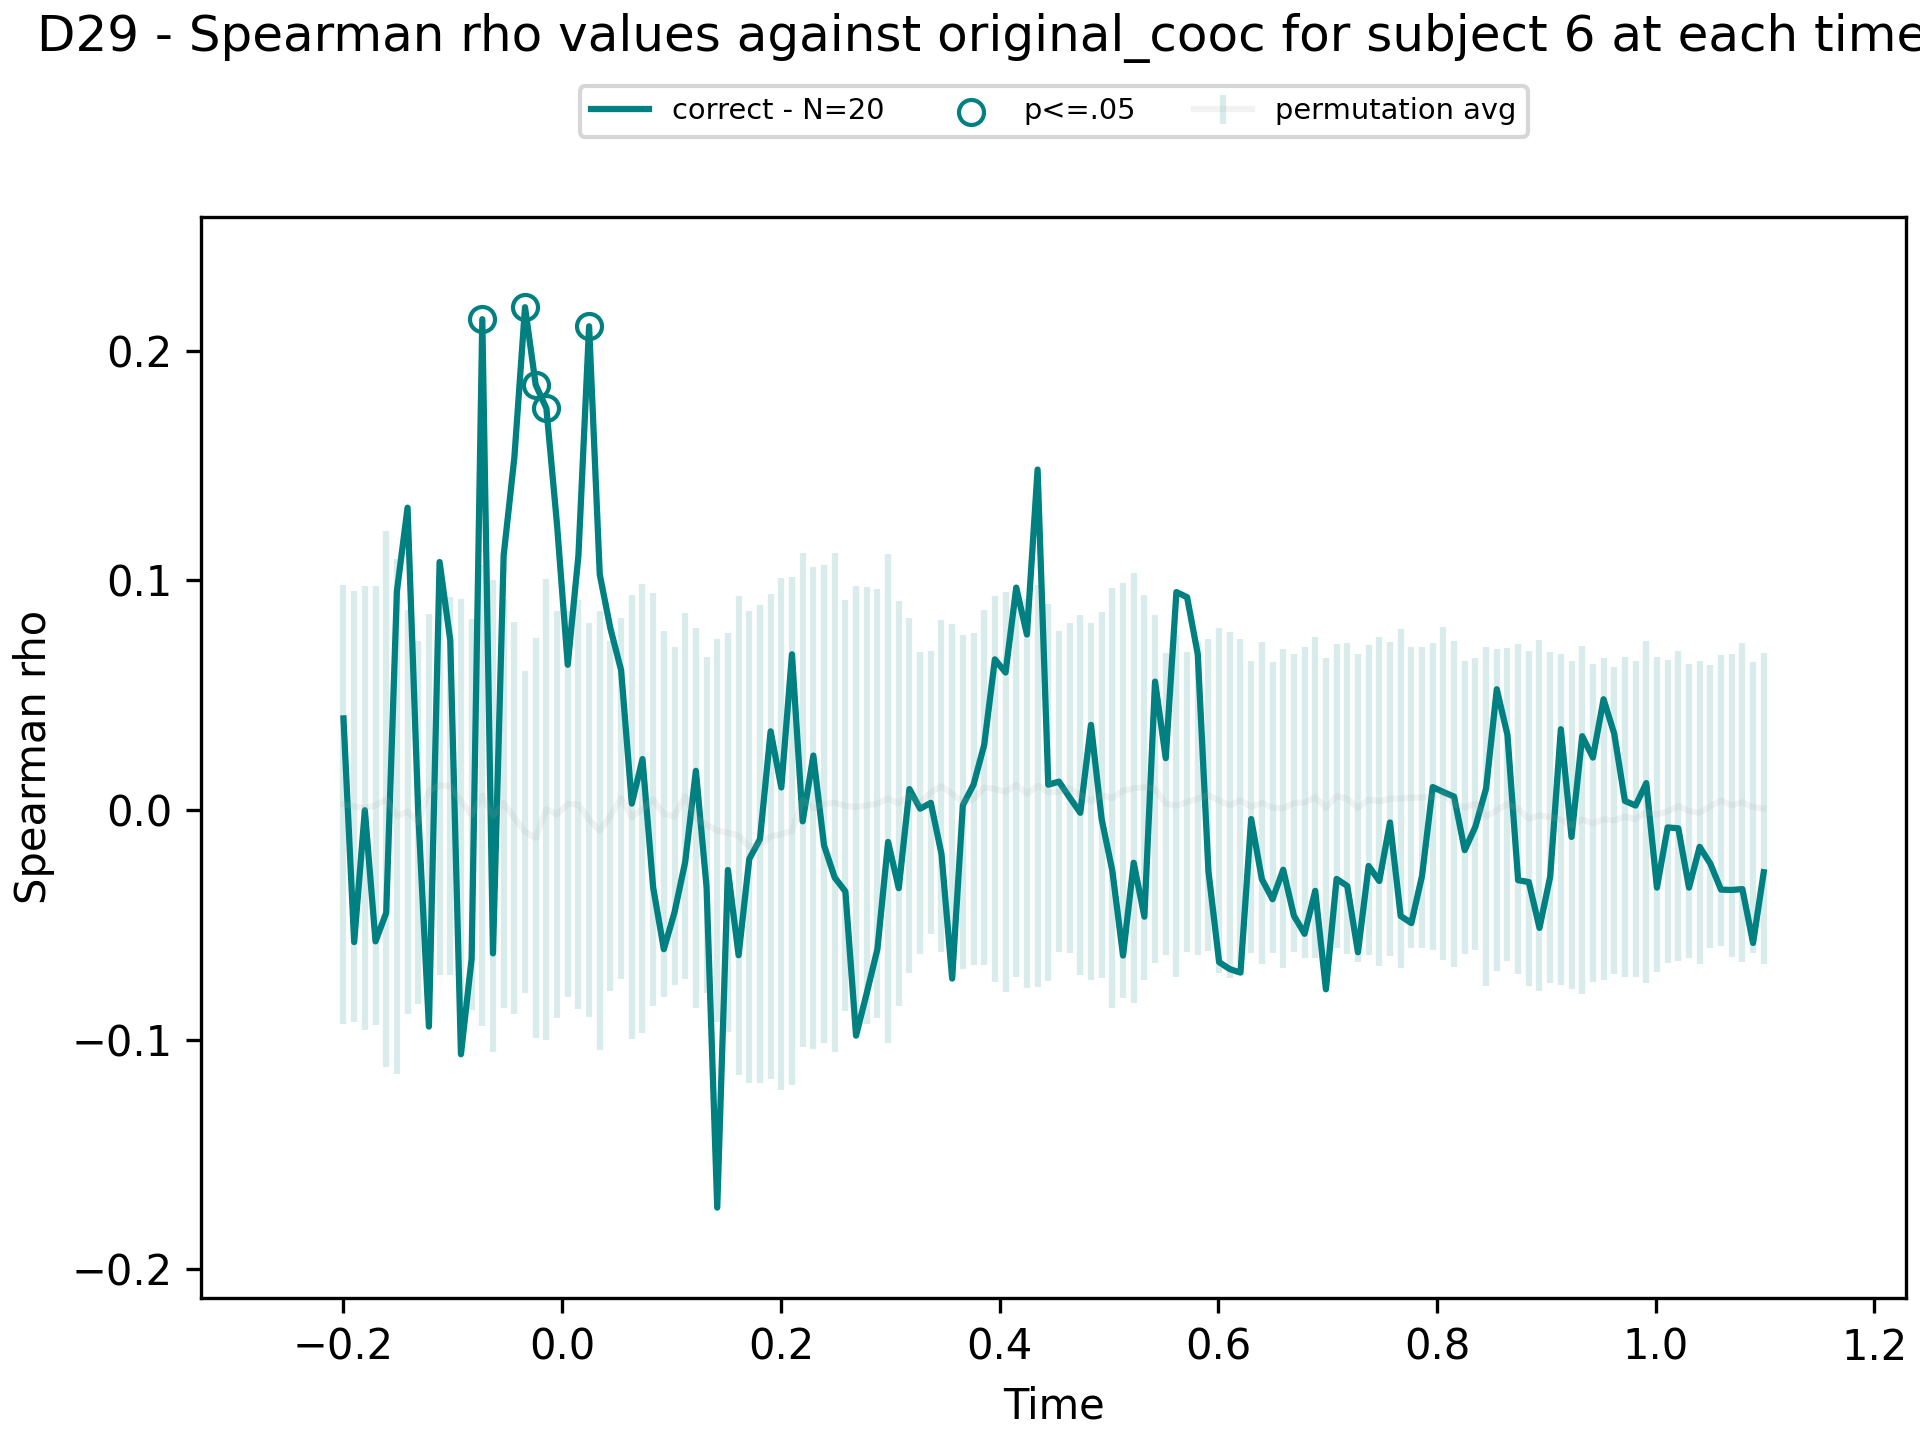 D29 - Spearman rho values against original_cooc for subject 6 at each time
correct - N=20 p<=.05 permutation avg
Spearman rho
0.2
0.1
0.0
−0.1
−0.2
−0.2 0.0 0.2 0.4 0.6 0.8 1.0 1.2
Time